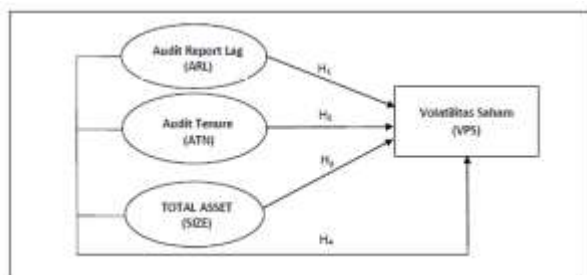 Audit Report Lag
(ARL)
H₁
Audit Tenure
(ATN)
H₂
Volatilitas Saham
(VPS)
TOTAL ASSET
(SIZE)
H₃
H₄